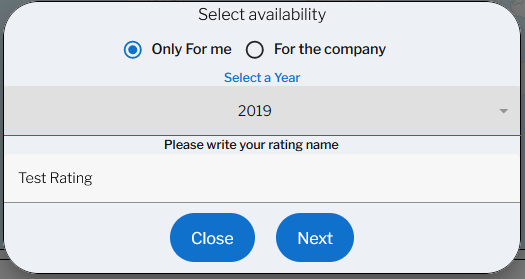 Select availability
Only For me For the company
Select a Year
2019
Please write your rating name
Test Rating
Close Next